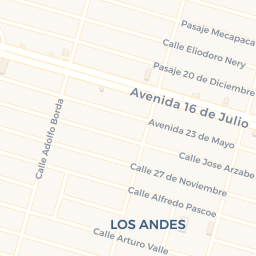 Pasaje Mecapaca
Calle Eliodoro Nery
Pasaje 20 de Diciembre
Avenida 16 de Julio
Calle Adolfo Borda
Avenida 23 de Mayo
Calle Jose Arzabe
Calle 27 de Noviembre
Calle Alfredo Pascoe
LOS ANDES
Calle Arturo Valle